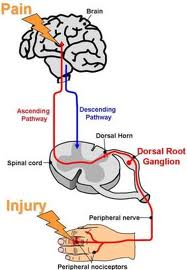 Pain
Brain
Ascending
Pathway
Descending
Pathway
Dorsal Horn
Dorsal Root
Ganglion
Spinal cord
Injury
Peripheral nerve
Peripheral nociceptors